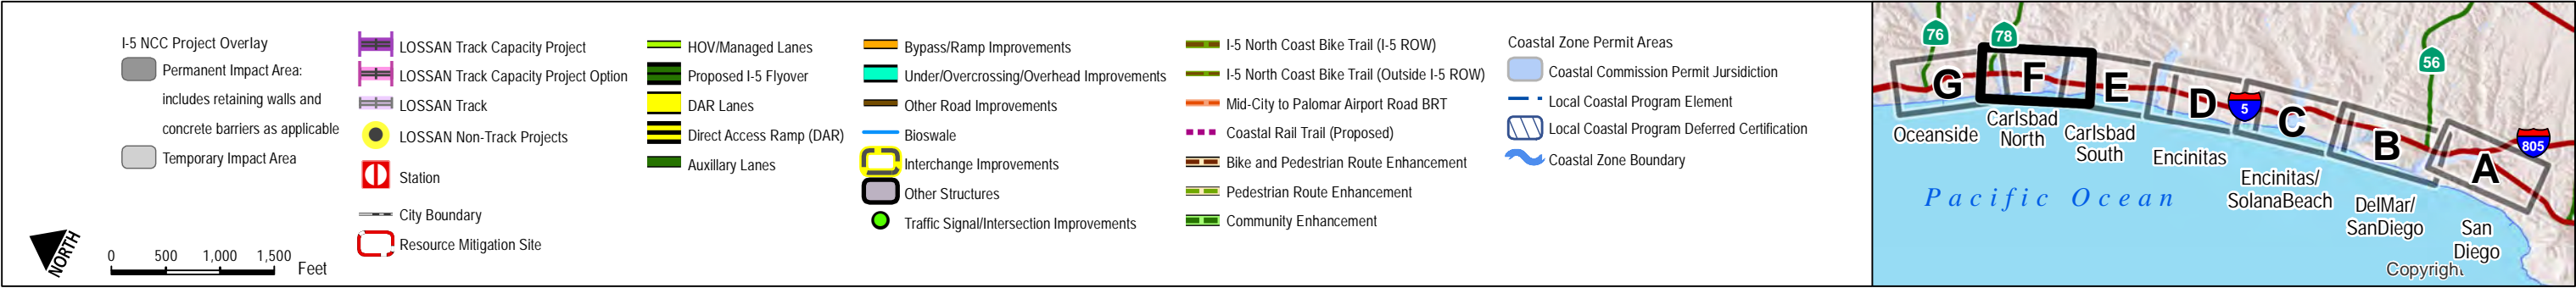 I-5 NCC Project Overlay
Permanent Impact Area:
includes retaining walls and
concrete barriers as applicable
Temporary Impact Area
NORTH
0 500 1,000 1,500
Feet
LOSSAN Track Capacity Project
LOSSAN Track Capacity Project Option
LOSSAN Track
LOSSAN Non-Track Projects
Station
City Boundary
Resource Mitigation Site
HOV/Managed Lanes
Proposed I-5 Flyover
DAR Lanes
Direct Access Ramp (DAR)
Auxillary Lanes
Bypass/Ramp Improvements
Under/Overcrossing/Overhead Improvements
Other Road Improvements
Bioswale
Interchange Improvements
Other Structures
Traffic Signal/Intersection Improvements
I-5 North Coast Bike Trail (I-5 ROW)
I-5 North Coast Bike Trail (Outside I-5 ROW)
Mid-City to Palomar Airport Road BRT
Coastal Rail Trail (Proposed)
Bike and Pedestrian Route Enhancement
Pedestrian Route Enhancement
Community Enhancement
Coastal Zone Permit Areas
Coastal Commission Permit Jursidiction
Local Coastal Program Element
Local Coastal Program Deferred Certification
Coastal Zone Boundary
76
78
56
5
805
G
F
E
D
C
B
A
Oceanside
Carlsbad
North
Carlsbad
South
Encinitas
Encinitas/
SolanaBeach
DelMar/
SanDiego
San
Diego
Pacific Ocean
Copyright